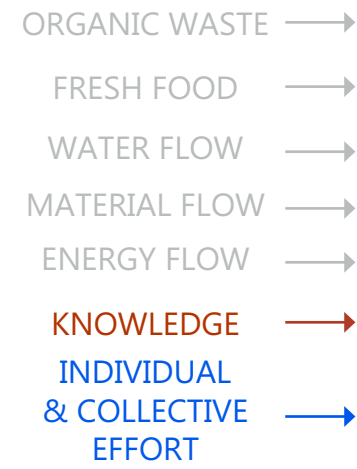 ORGANIC WASTE
FRESH FOOD
WATER FLOW
MATERIAL FLOW
ENERGY FLOW
KNOWLEDGE
INDIVIDUAL
& COLLECTIVE
EFFORT